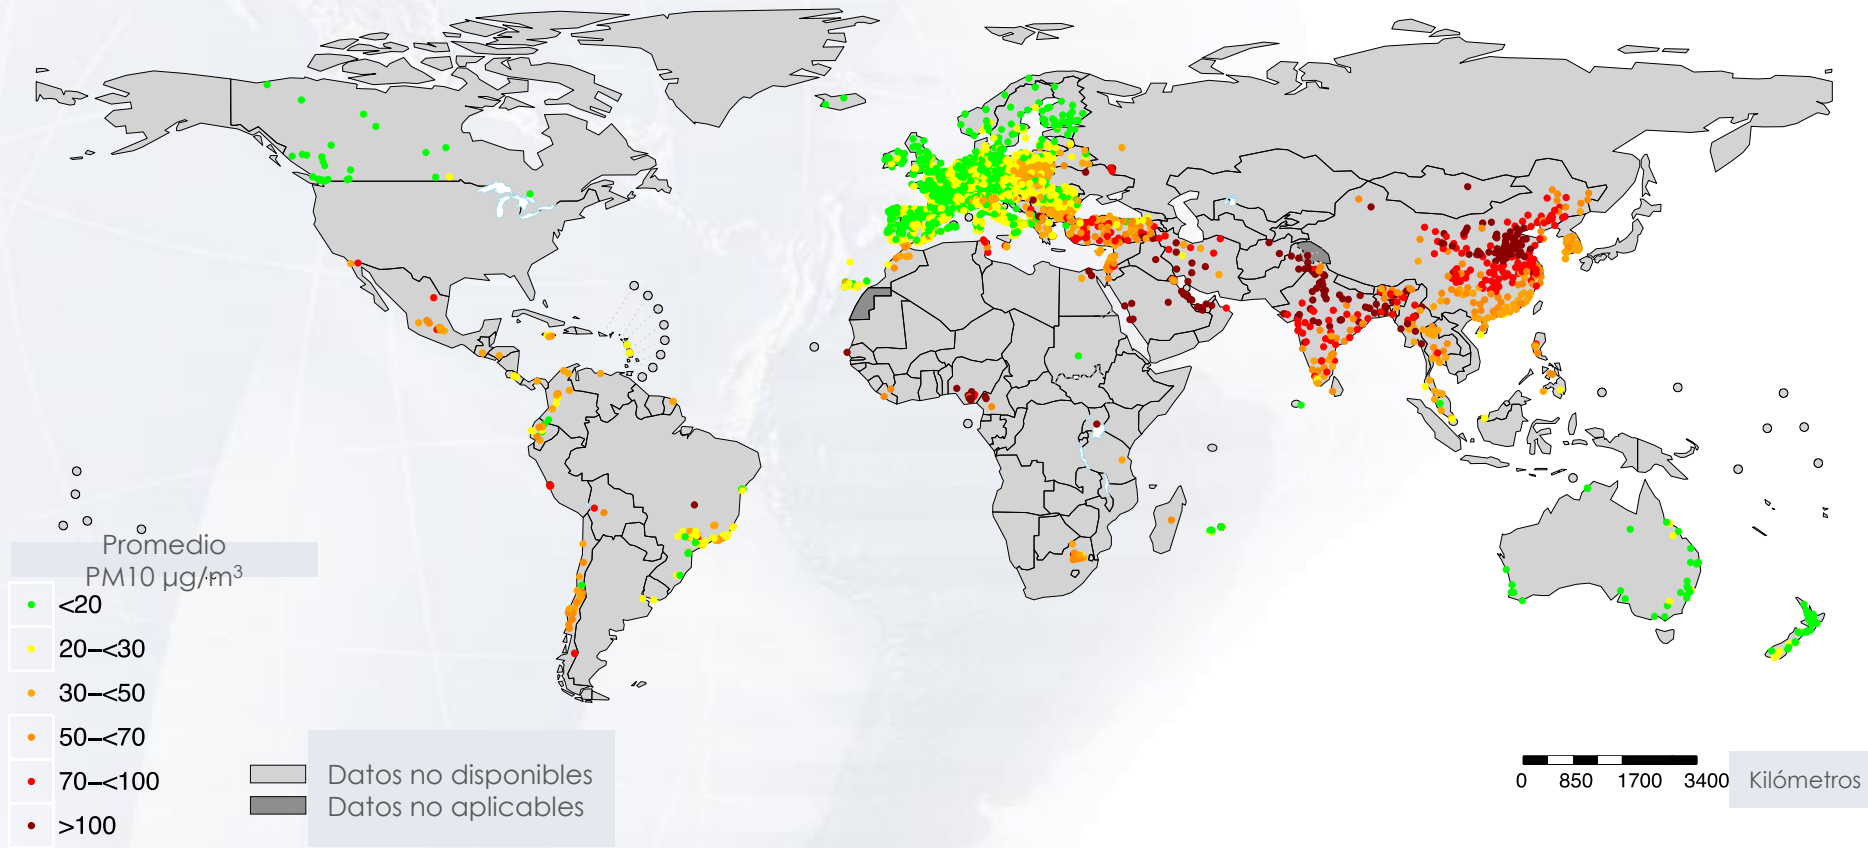 Promedio
PM10 µg/m³
<20
20–<30
30–<50
50–<70
70–<100
>100
Datos no disponibles
Datos no aplicables
0 850 1700 3400 Kilómetros